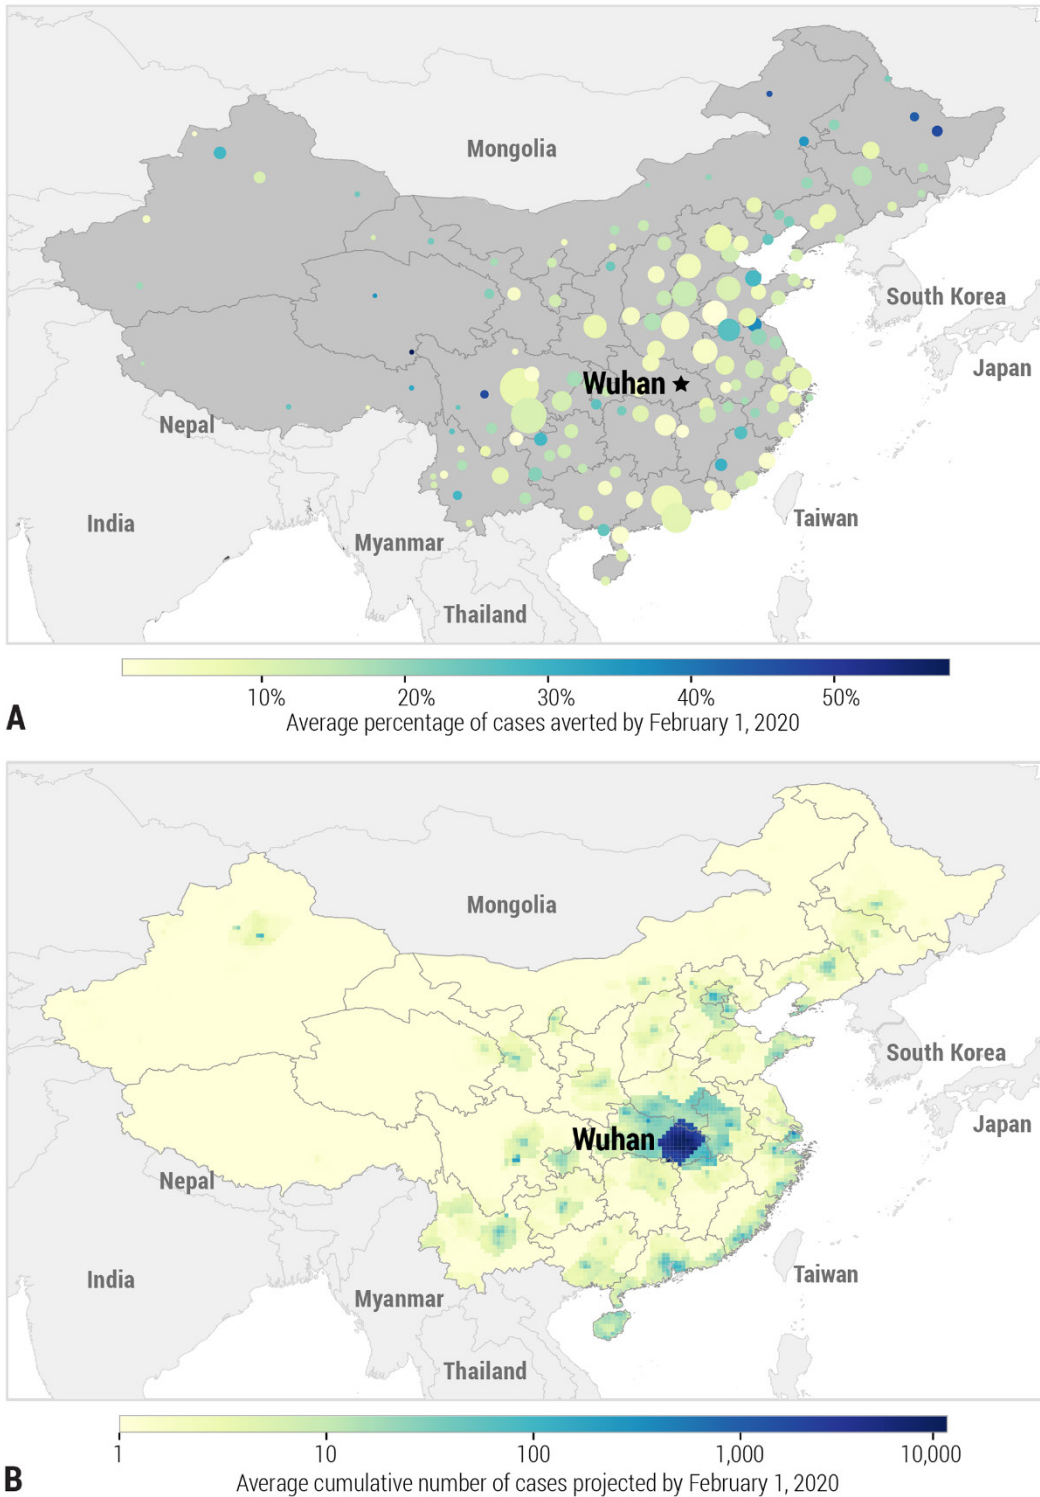 Mongolia
South Korea
Japan
Wuhan
Nepal
India
Taiwan
Myanmar
Thailand
10% 20% 30% 40% 50%
A
Average percentage of cases averted by February 1, 2020
Mongolia
South Korea
Japan
Wuhan
Nepal
India
Taiwan
Myanmar
Thailand
1 10 100 1,000 10,000
B
Average cumulative number of cases projected by February 1, 2020